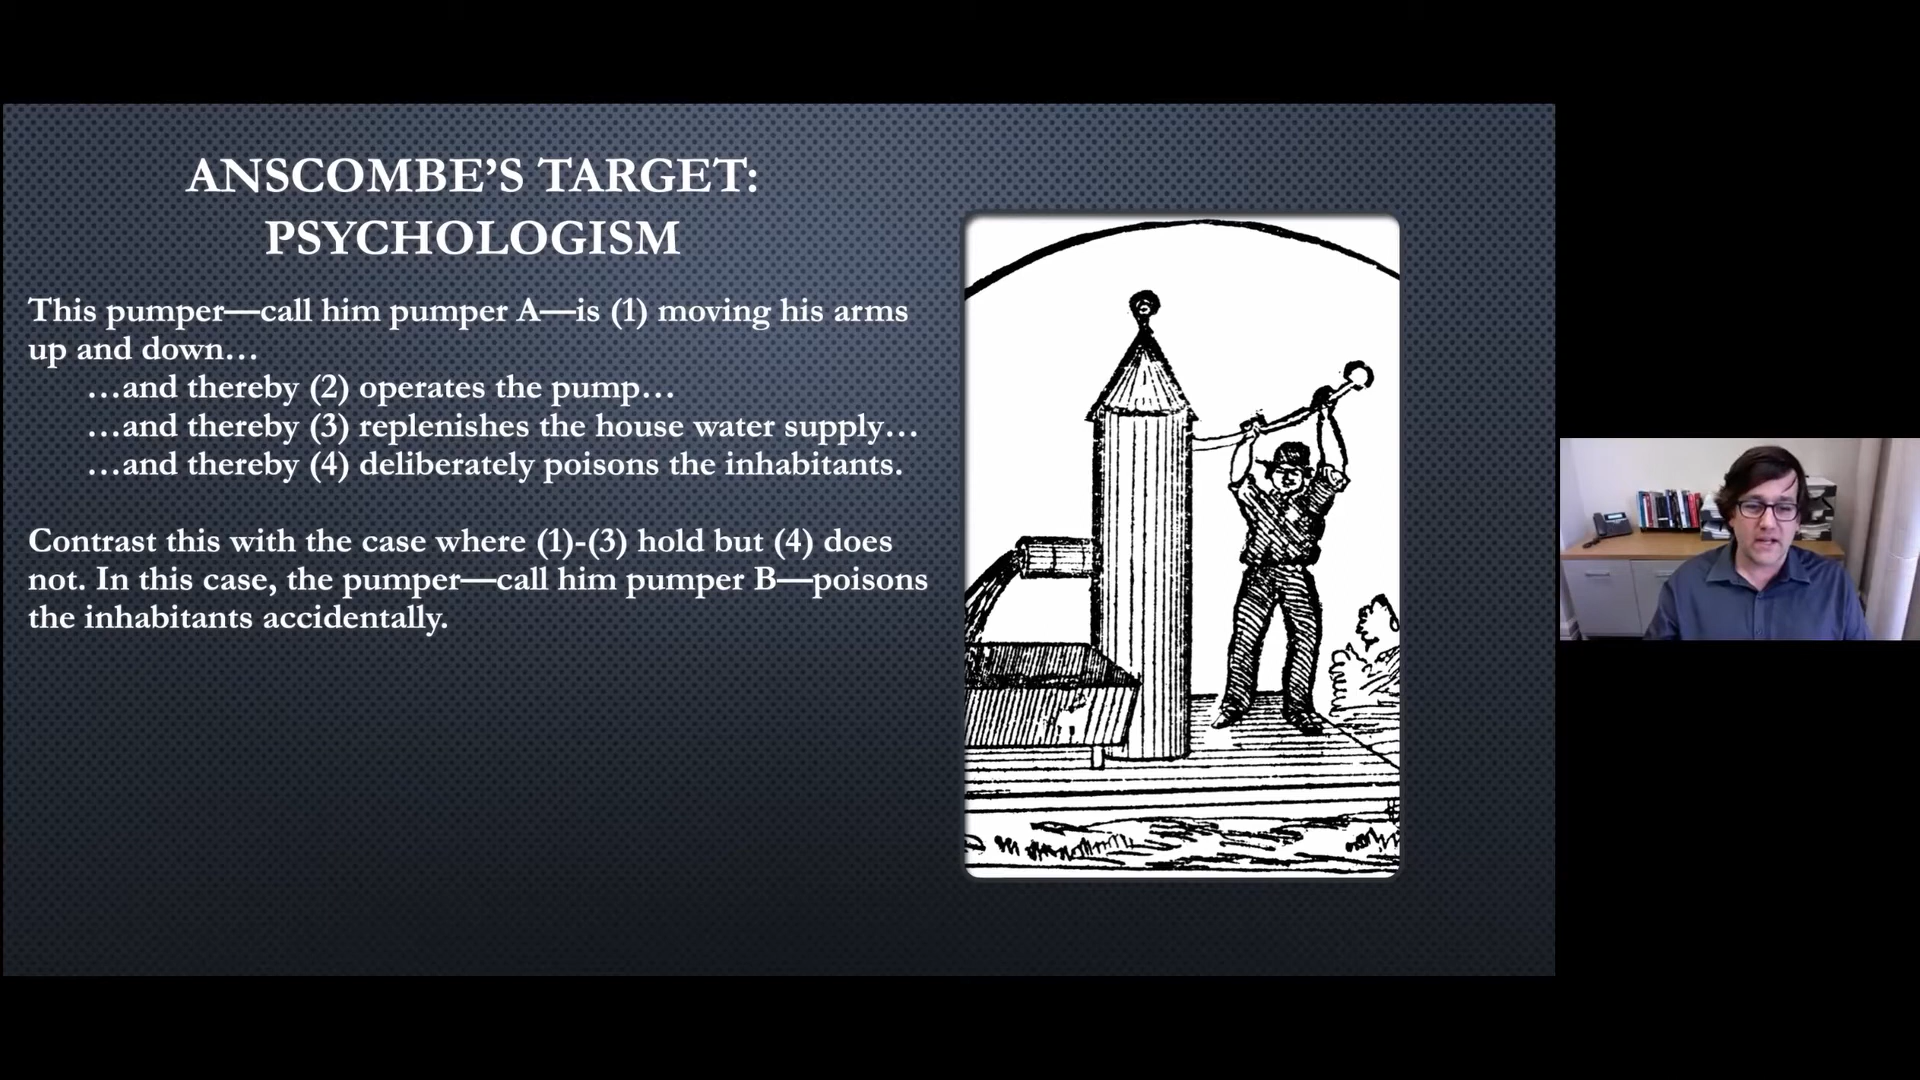 ANSCOMBE’S TARGET:
PSYCHOLOGISM
This pumper—call him pumper A—is (1) moving his arms
up and down…
…and thereby (2) operates the pump…
…and thereby (3) replenishes the house water supply…
…and thereby (4) deliberately poisons the inhabitants.
Contrast this with the case where (1)-(3) hold but (4) does
not. In this case, the pumper—call him pumper B—poisons
the inhabitants accidentally.